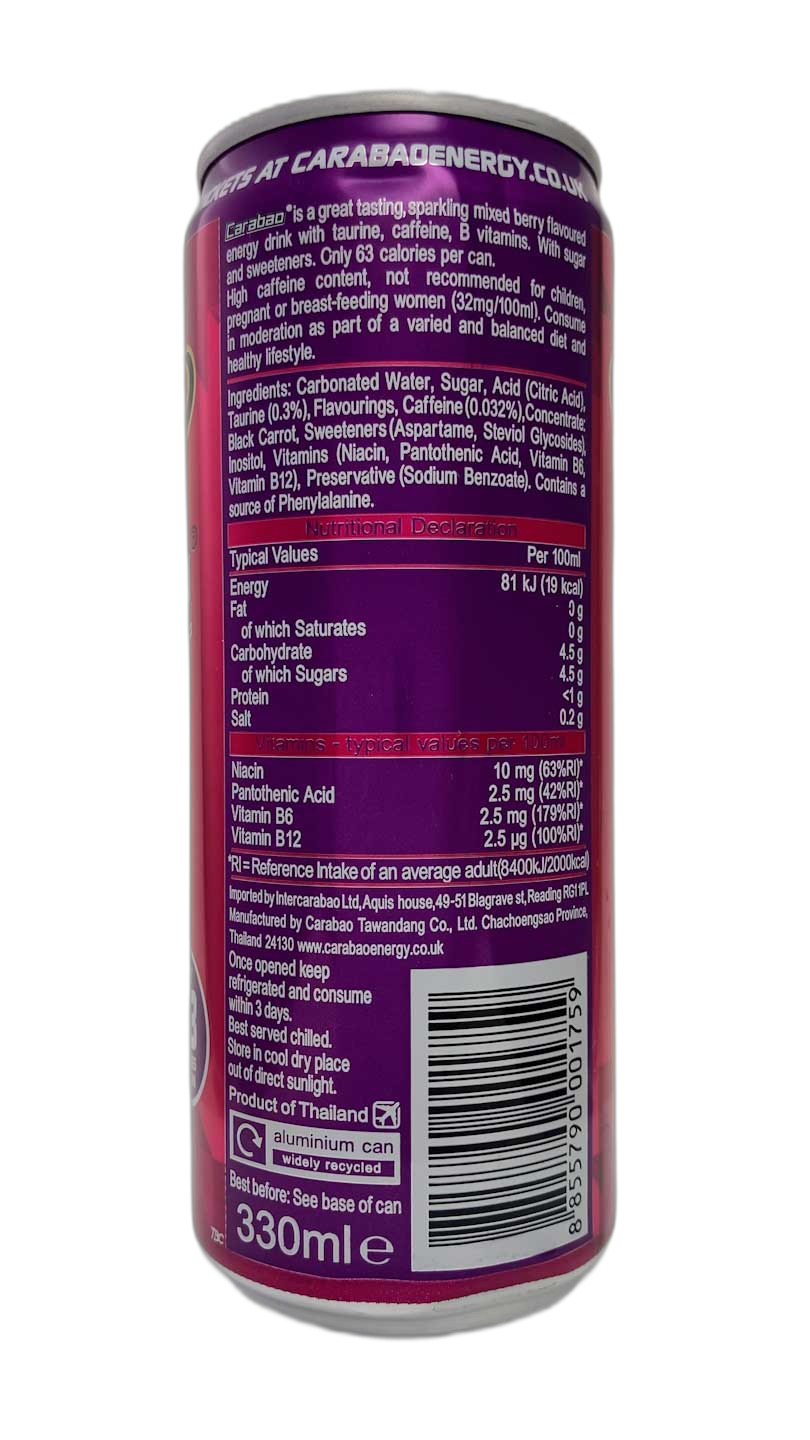 KETS AT CARABAOENERGY.CO.UK
Carabao® is a great tasting, sparkling mixed berry flavoured
energy drink with taurine, caffeine, B vitamins. With sugar
and sweeteners. Only 63 calories per can.
High caffeine content, not recommended for children,
pregnant or breast-feeding women (32mg/100ml). Consume
in moderation as part of a varied and balanced diet and
healthy lifestyle.
Ingredients: Carbonated Water, Sugar, Acid (Citric Acid),
Taurine (0.3%), Flavourings, Caffeine (0.032%), Concentrate:
Black Carrot, Sweeteners (Aspartame, Steviol Glycosides),
Inositol, Vitamins (Niacin, Pantothenic Acid, Vitamin B6,
Vitamin B12), Preservative (Sodium Benzoate). Contains a
source of Phenylalanine.
Nutritional Declaration
Typical Values Per 100ml
Energy 81 kJ (19 kcal)
Fat 0 g
of which Saturates 0 g
Carbohydrate 4.5 g
of which Sugars 4.5 g
Protein <1 g
Salt 0.2 g
Vitamins - typical values per 100ml
Niacin 10 mg (63%RI)*
Pantothenic Acid 2.5 mg (42%RI)*
Vitamin B6 2.5 mg (179%RI)*
Vitamin B12 2.5 µg (100%RI)*
*RI = Reference Intake of an average adult (8400kJ/2000kcal)
Imported by Intercarabao Ltd, Aquis house, 49-51 Blagrave st, Reading RG1 1PL
Manufactured by Carabao Tawandang Co., Ltd. Chachoengsao Province,
Thailand 24130 www.carabaoenergy.co.uk
Once opened keep
refrigerated and consume
within 3 days.
Best served chilled.
Store in cool dry place
out of direct sunlight.
Product of Thailand
aluminium can
widely recycled
Best before: See base of can
330ml e
TBC
8 855790 001759